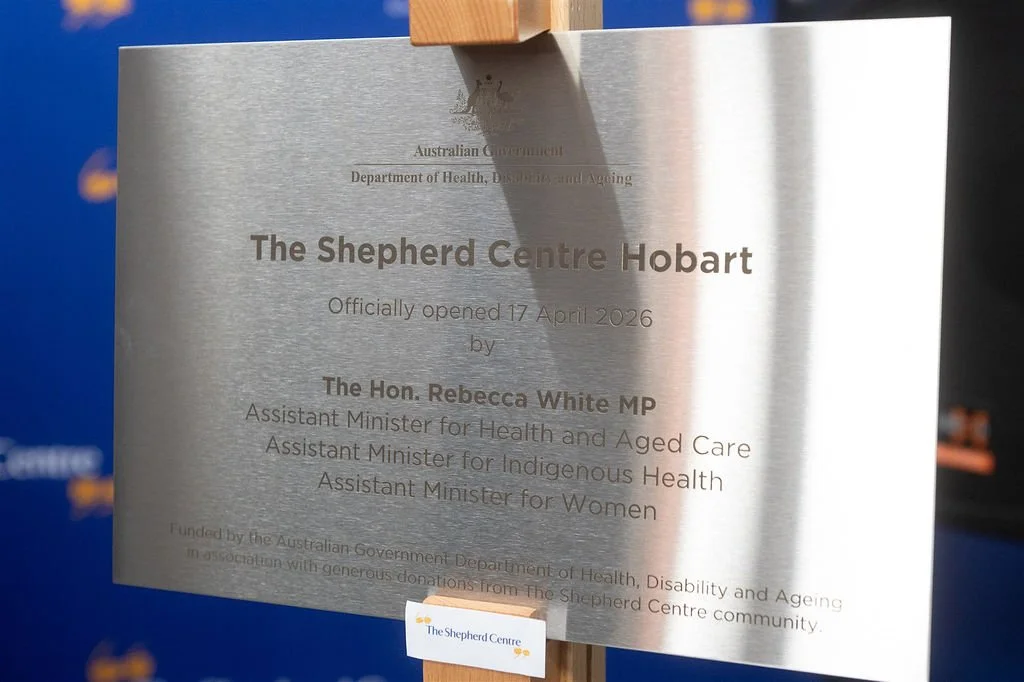 Australian Government
Department of Health, Disability and Ageing
The Shepherd Centre Hobart
Officially opened 17 April 2026
by
The Hon. Rebecca White MP
Assistant Minister for Health and Aged Care
Assistant Minister for Indigenous Health
Assistant Minister for Women
Funded by the Australian Government Department of Health, Disability and Ageing
in association with generous donations from The Shepherd Centre community.
The Shepherd Centre
Centre